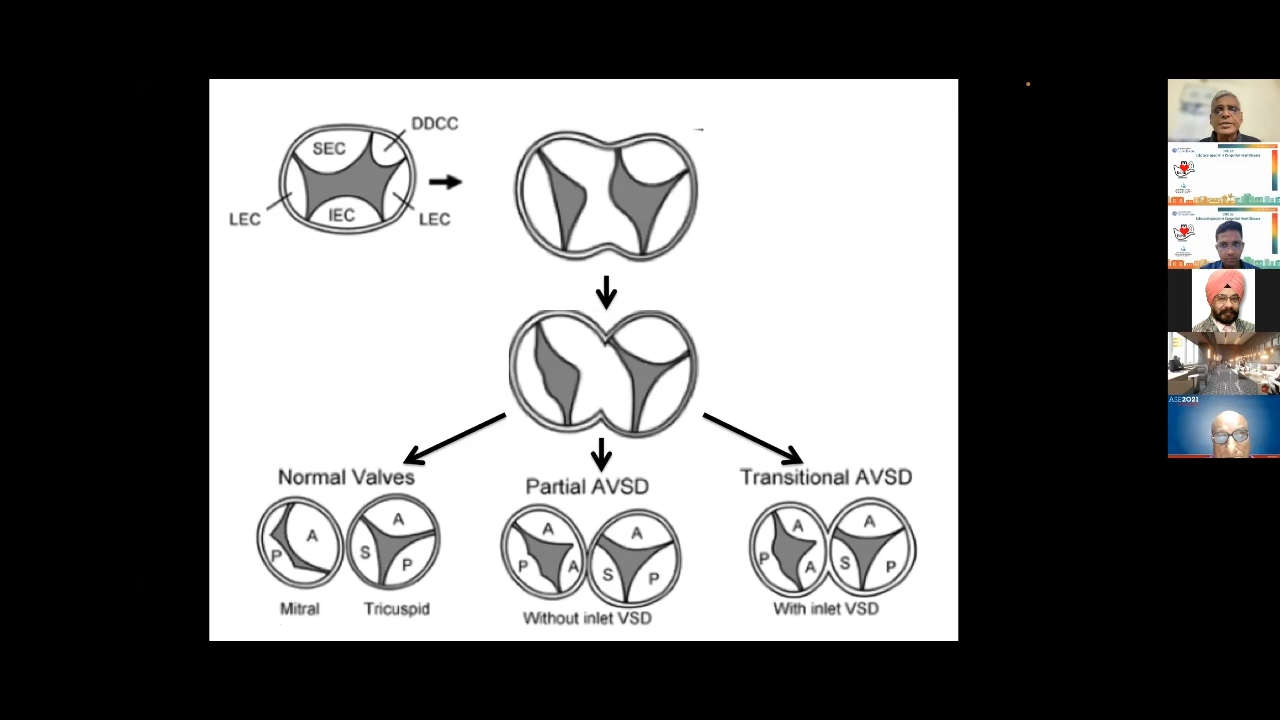 DDCC
SEC
LEC
IEC
LEC
Normal Valves
Partial AVSD
Transitional AVSD
A
P
A
S
P
A
P
A
A
S
P
A
P
A
A
S
P
Mitral
Tricuspid
Without inlet VSD
With inlet VSD
ASE2021